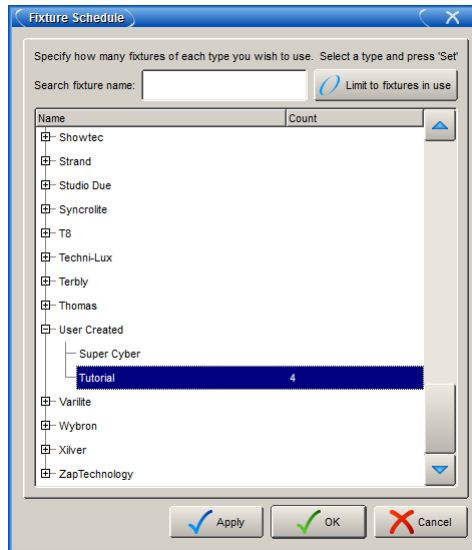 Fixture Schedule
Specify how many fixtures of each type you wish to use. Select a type and press 'Set'
Search fixture name:
Limit to fixtures in use
Name Count
Showtec
Strand
Studio Due
Syncrolite
T8
Techni-Lux
Terbly
Thomas
User Created
Super Cyber
Tutorial 4
Varilite
Wybron
Xilver
ZapTechnology
Apply OK Cancel